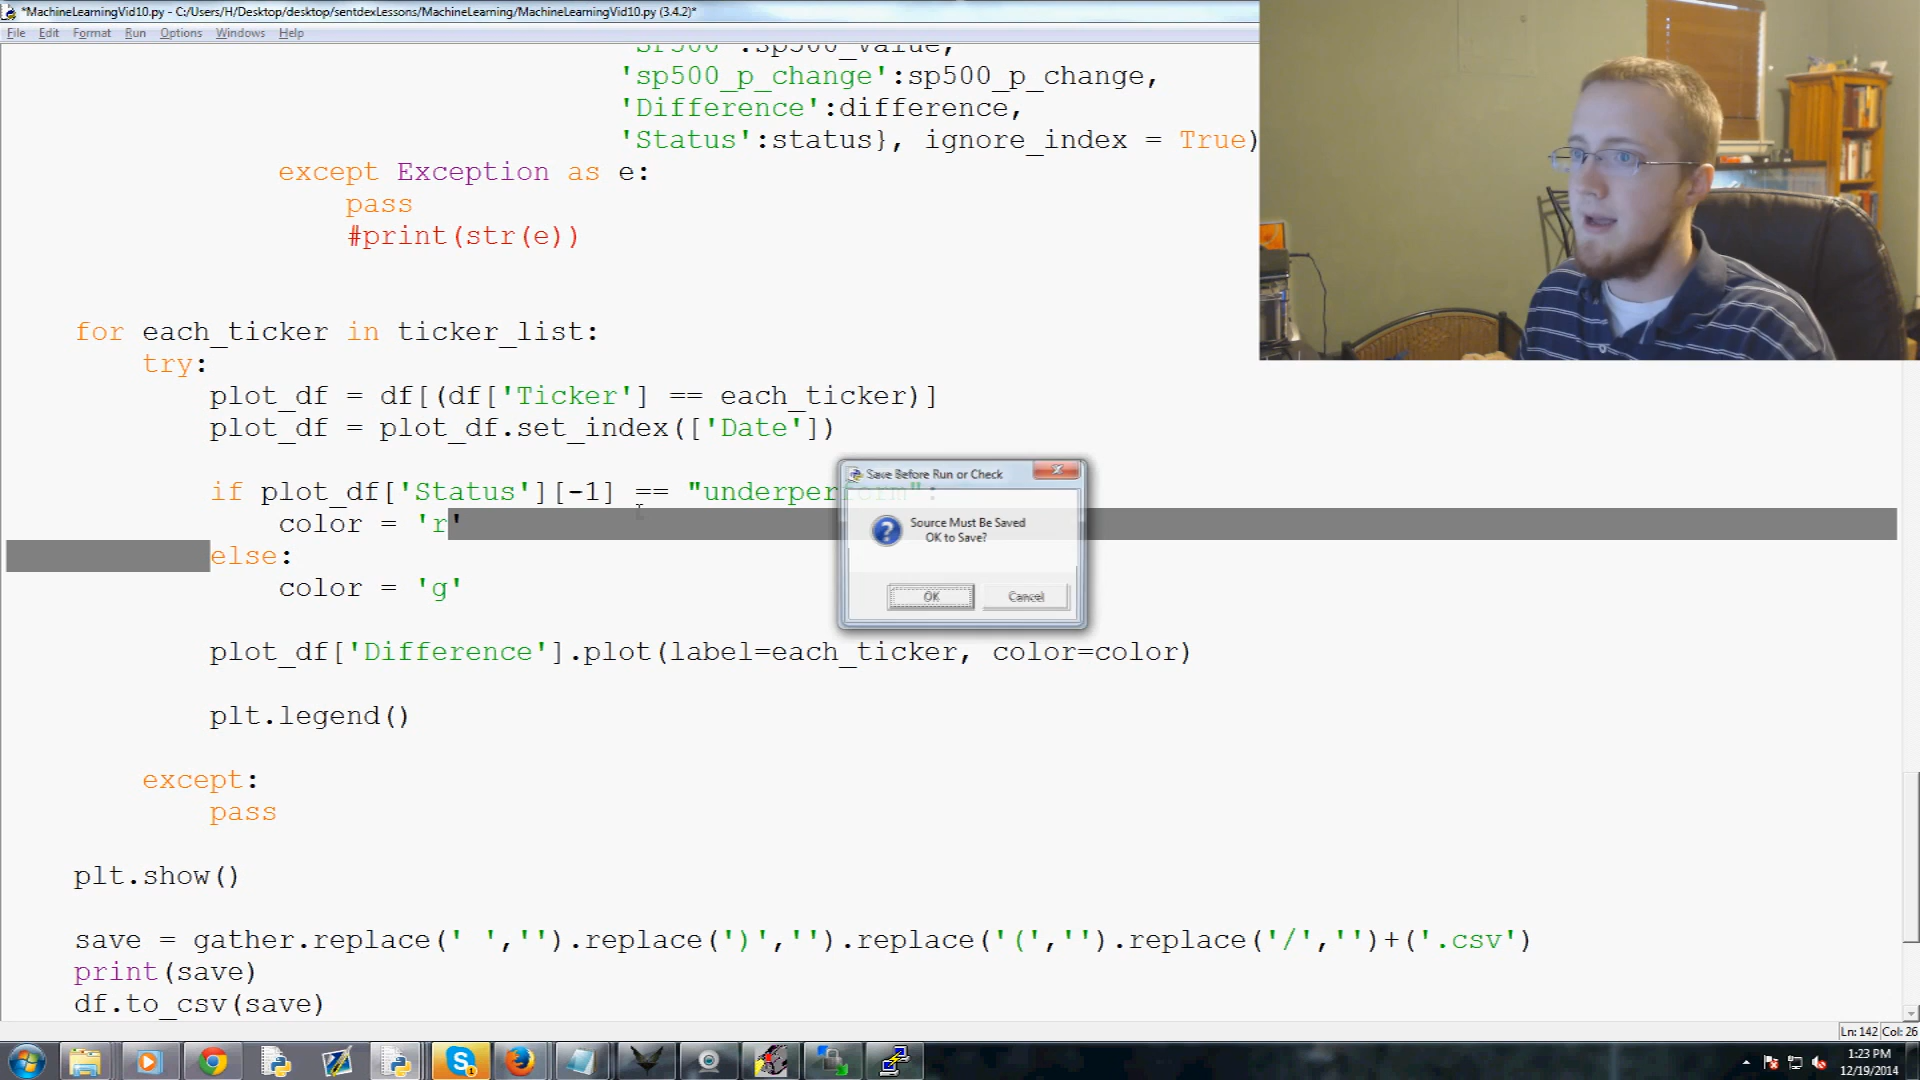 *MachineLearningVid10.py - C:/Users/H/Desktop/desktop/sentdexLessons/MachineLearning/MachineLearningVid10.py (3.4.2)*
File Edit Format Run Options Windows Help
'sp500_p_change':sp500_p_change,
'Difference':difference,
'Status':status}, ignore_index = True)
except Exception as e:
pass
#print(str(e))
for each_ticker in ticker_list:
try:
plot_df = df[(df['Ticker'] == each_ticker)]
plot_df = plot_df.set_index(['Date'])
if plot_df['Status'][-1] == "underperform":
color = 'r'
else:
color = 'g'
plot_df['Difference'].plot(label=each_ticker, color=color)
plt.legend()
except:
pass
plt.show()
save = gather.replace(' ','').replace(')','').replace('(','').replace('/','')+('.csv')
print(save)
df.to_csv(save)
Save Before Run or Check
Source Must Be Saved
OK to Save?
OK Cancel
Ln: 142 Col: 26
1:23 PM
12/19/2014